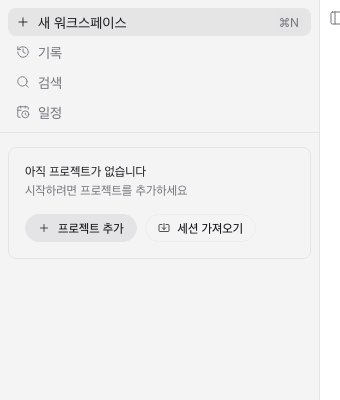 새 워크스페이스 ⌘N
기록
검색
일정
아직 프로젝트가 없습니다
시작하려면 프로젝트를 추가하세요
프로젝트 추가 세션 가져오기